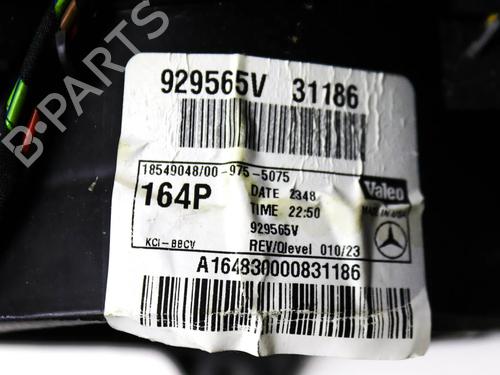 929565V 31186
18549048/00-975-5075
164P
DATE 2348
TIME 22:50
929565V
Valeo
MADE IN USA
KCI-BBCV
REV/Qlevel 010/23
A164830000831186
B-PARTS